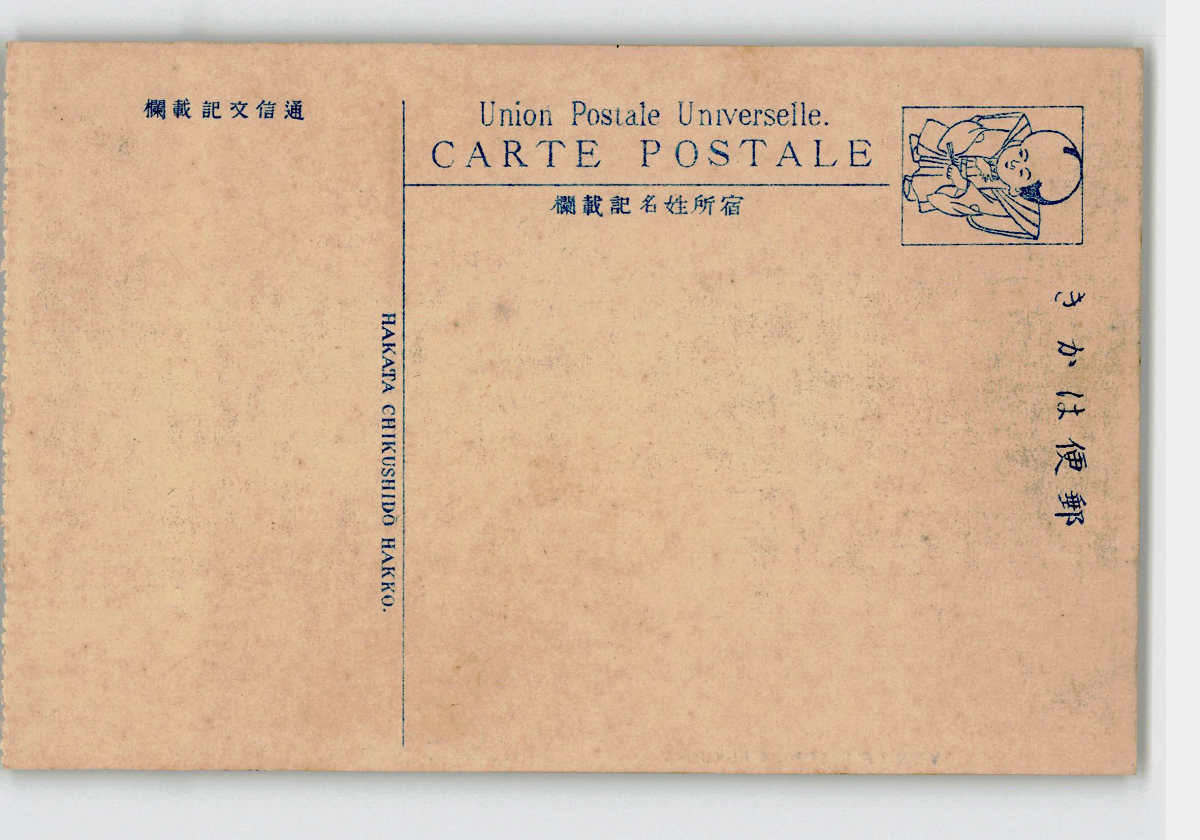 通信文記載欄
Union Postale Universelle.
CARTE POSTALE
宿所姓名記載欄
郵便はかき
HAKATA CHIKUSHIDŌ HAKKO.